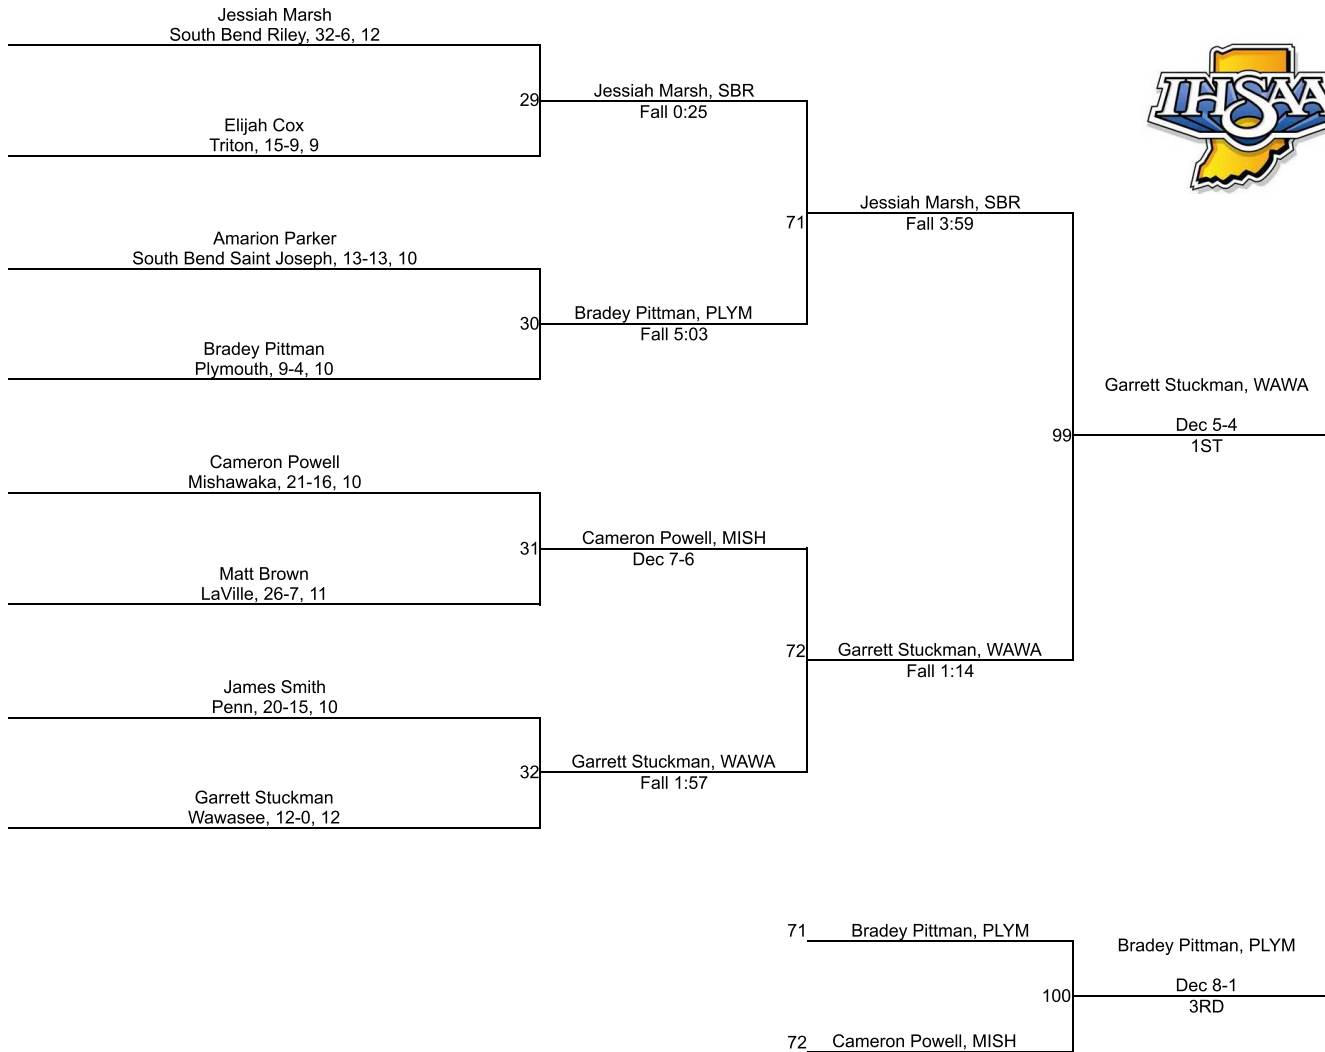 Jessiah Marsh
South Bend Riley, 32-6, 12
29
Jessiah Marsh, SBR
Fall 0:25
Elijah Cox
Triton, 15-9, 9
71
Jessiah Marsh, SBR
Fall 3:59
Amarion Parker
South Bend Saint Joseph, 13-13, 10
30
Bradey Pittman, PLYM
Fall 5:03
Bradey Pittman
Plymouth, 9-4, 10
99
Garrett Stuckman, WAWA
Dec 5-4
1ST
Cameron Powell
Mishawaka, 21-16, 10
31
Cameron Powell, MISH
Dec 7-6
Matt Brown
LaVille, 26-7, 11
72
Garrett Stuckman, WAWA
Fall 1:14
James Smith
Penn, 20-15, 10
32
Garrett Stuckman, WAWA
Fall 1:57
Garrett Stuckman
Wawasee, 12-0, 12
71
Bradey Pittman, PLYM
100
Bradey Pittman, PLYM
Dec 8-1
3RD
72
Cameron Powell, MISH
IHSAA